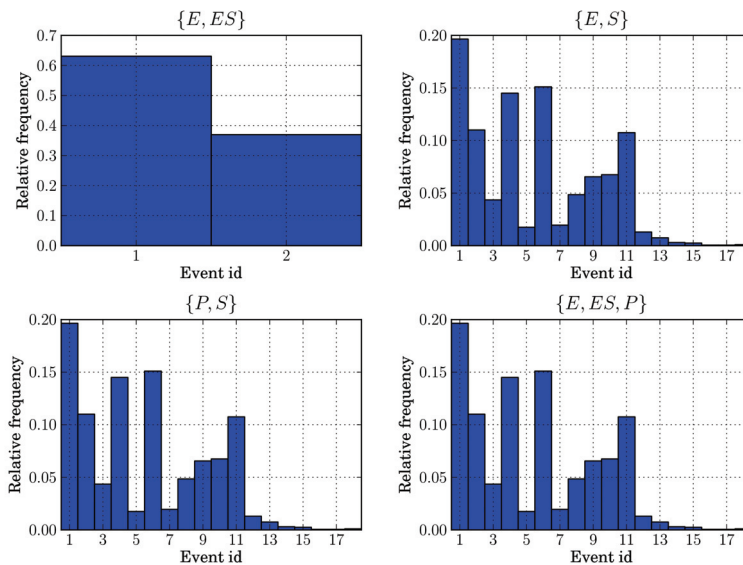 {E, ES}
0.7
0.6
0.5
0.4
0.3
0.2
0.1
0.0
Relative frequency
1 2
Event id
{E, S}
0.20
0.15
0.10
0.05
0.00
Relative frequency
1 3 5 7 9 11 13 15 17
Event id
{P, S}
0.20
0.15
0.10
0.05
0.00
Relative frequency
1 3 5 7 9 11 13 15 17
Event id
{E, ES, P}
0.20
0.15
0.10
0.05
0.00
Relative frequency
1 3 5 7 9 11 13 15 17
Event id